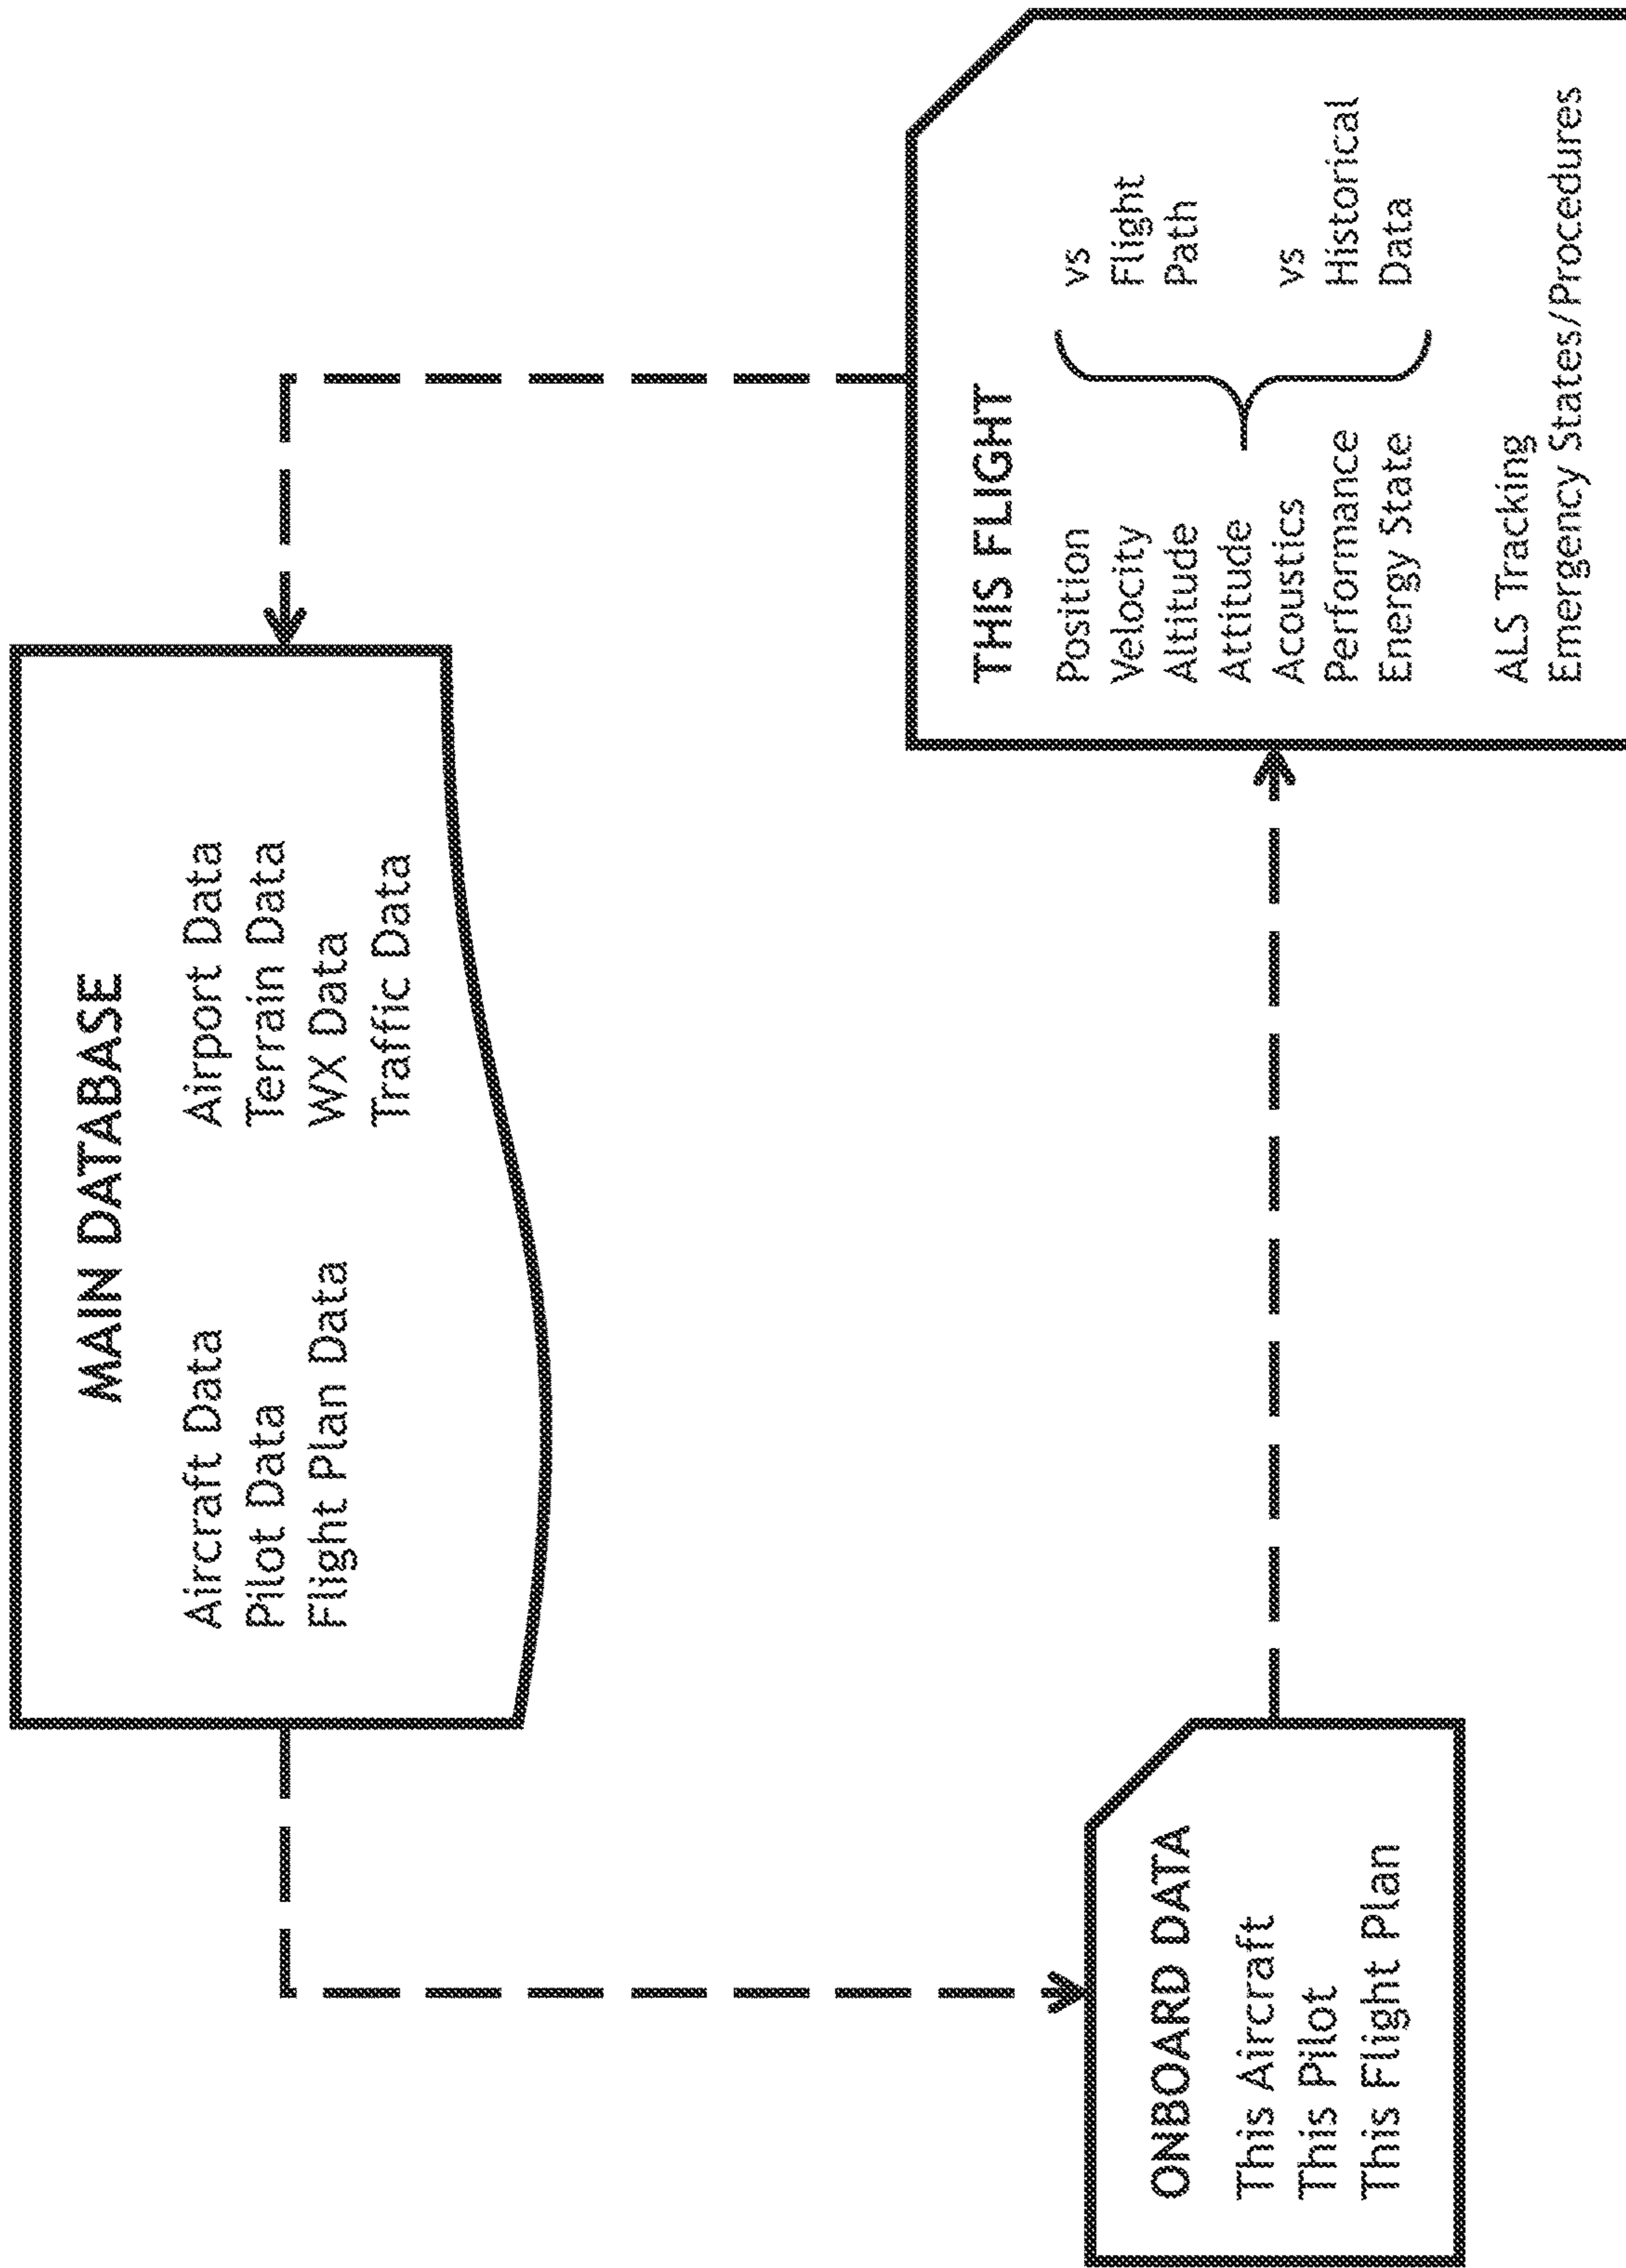 MAIN DATABASE
Aircraft Data
Pilot Data
Flight Plan Data
Airport Data
Terrain Data
WX Data
Traffic Data
ONBOARD DATA
This Aircraft
This Pilot
This Flight Plan
THIS FLIGHT
Position
Velocity
Altitude
Attitude
Acoustics
Performance
Energy State
vs
Flight
Path
vs
Historical
Data
ALS Tracking
Emergency States/Procedures